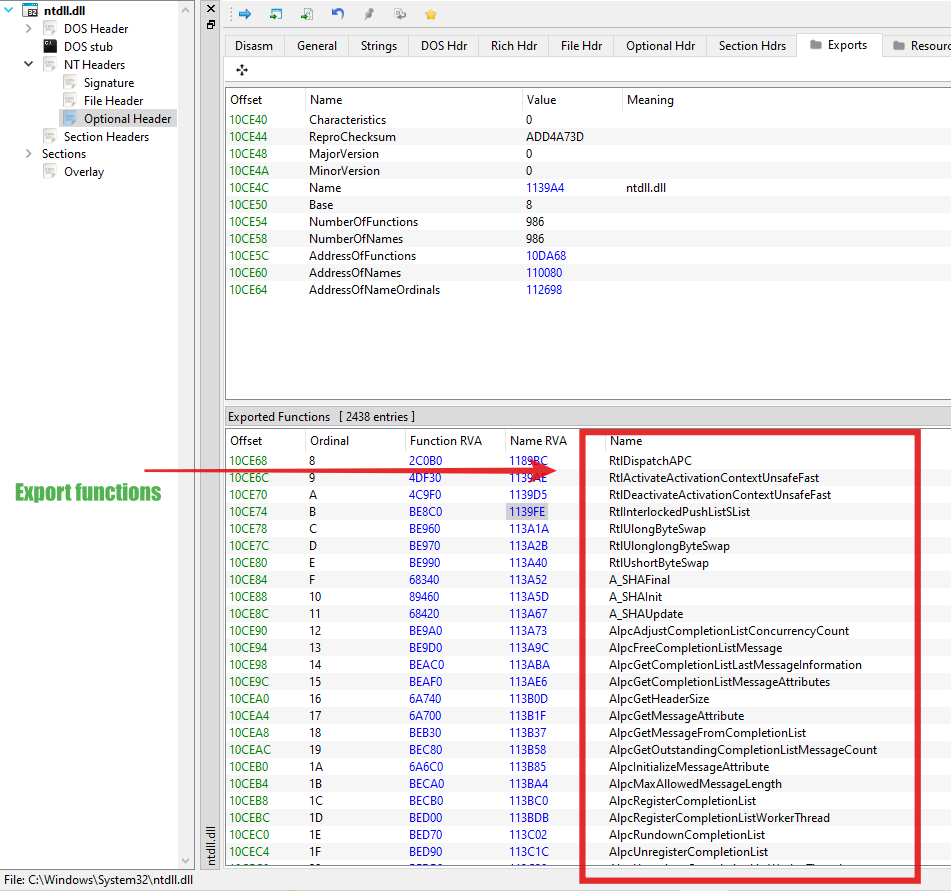 ntdll.dll
DOS Header
DOS stub
NT Headers
Signature
File Header
Optional Header
Section Headers
Sections
Overlay
Disasm General Strings DOS Hdr Rich Hdr File Hdr Optional Hdr Section Hdrs Exports Resourc
Offset Name Value Meaning
10CE40 Characteristics 0
10CE44 ReproChecksum ADD4A73D
10CE48 MajorVersion 0
10CE4A MinorVersion 0
10CE4C Name 1139A4 ntdll.dll
10CE50 Base 8
10CE54 NumberOfFunctions 986
10CE58 NumberOfNames 986
10CE5C AddressOfFunctions 10DA68
10CE60 AddressOfNames 110080
10CE64 AddressOfNameOrdinals 112698
Exported Functions [ 2438 entries ]
Offset Ordinal Function RVA Name RVA Name
10CE68 8 2C0B0 1189BC RtlDispatchAPC
10CE6C 9 4DF30 1139AE RtlActivateActivationContextUnsafeFast
10CE70 A 4C9F0 1139D5 RtlDeactivateActivationContextUnsafeFast
10CE74 B BE8C0 1139FE RtlInterlockedPushListSList
10CE78 C BE960 113A1A RtlUlongByteSwap
10CE7C D BE970 113A2B RtlUlonglongByteSwap
10CE80 E BE990 113A40 RtlUshortByteSwap
10CE84 F 68340 113A52 A_SHAFinal
10CE88 10 89460 113A5D A_SHAInit
10CE8C 11 68420 113A67 A_SHAUpdate
10CE90 12 BE9A0 113A73 AlpcAdjustCompletionListConcurrencyCount
10CE94 13 BE9D0 113A9C AlpcFreeCompletionListMessage
10CE98 14 BEAC0 113ABA AlpcGetCompletionListLastMessageInformation
10CE9C 15 BEAF0 113AE6 AlpcGetCompletionListMessageAttributes
10CEA0 16 6A740 113B0D AlpcGetHeaderSize
10CEA4 17 6A700 113B1F AlpcGetMessageAttribute
10CEA8 18 BEB30 113B37 AlpcGetMessageFromCompletionList
10CEAC 19 BEC80 113B58 AlpcGetOutstandingCompletionListMessageCount
10CEB0 1A 6A6C0 113B85 AlpcInitializeMessageAttribute
10CEB4 1B BECA0 113BA4 AlpcMaxAllowedMessageLength
10CEB8 1C BECB0 113BC0 AlpcRegisterCompletionList
10CEBC 1D BED00 113BDB AlpcRegisterCompletionListWorkerThread
10CEC0 1E BED70 113C02 AlpcRundownCompletionList
10CEC4 1F BED90 113C1C AlpcUnregisterCompletionList
Export functions
ntdll.dll
File: C:\Windows\System32\ntdll.dll